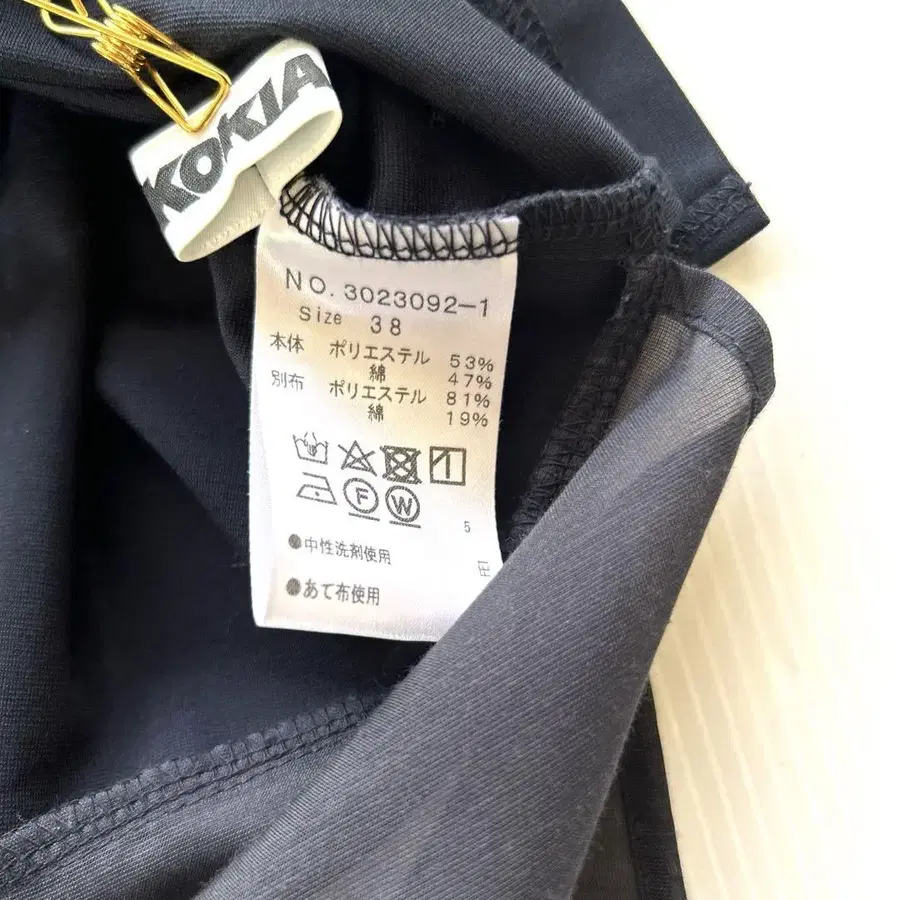 KOKIA
NO. 3023092-1
Size 38
本体 ポリエステル 53%
綿 47%
別布 ポリエステル 81%
綿 19%
F W
5
●中性洗剤使用
●あて布使用